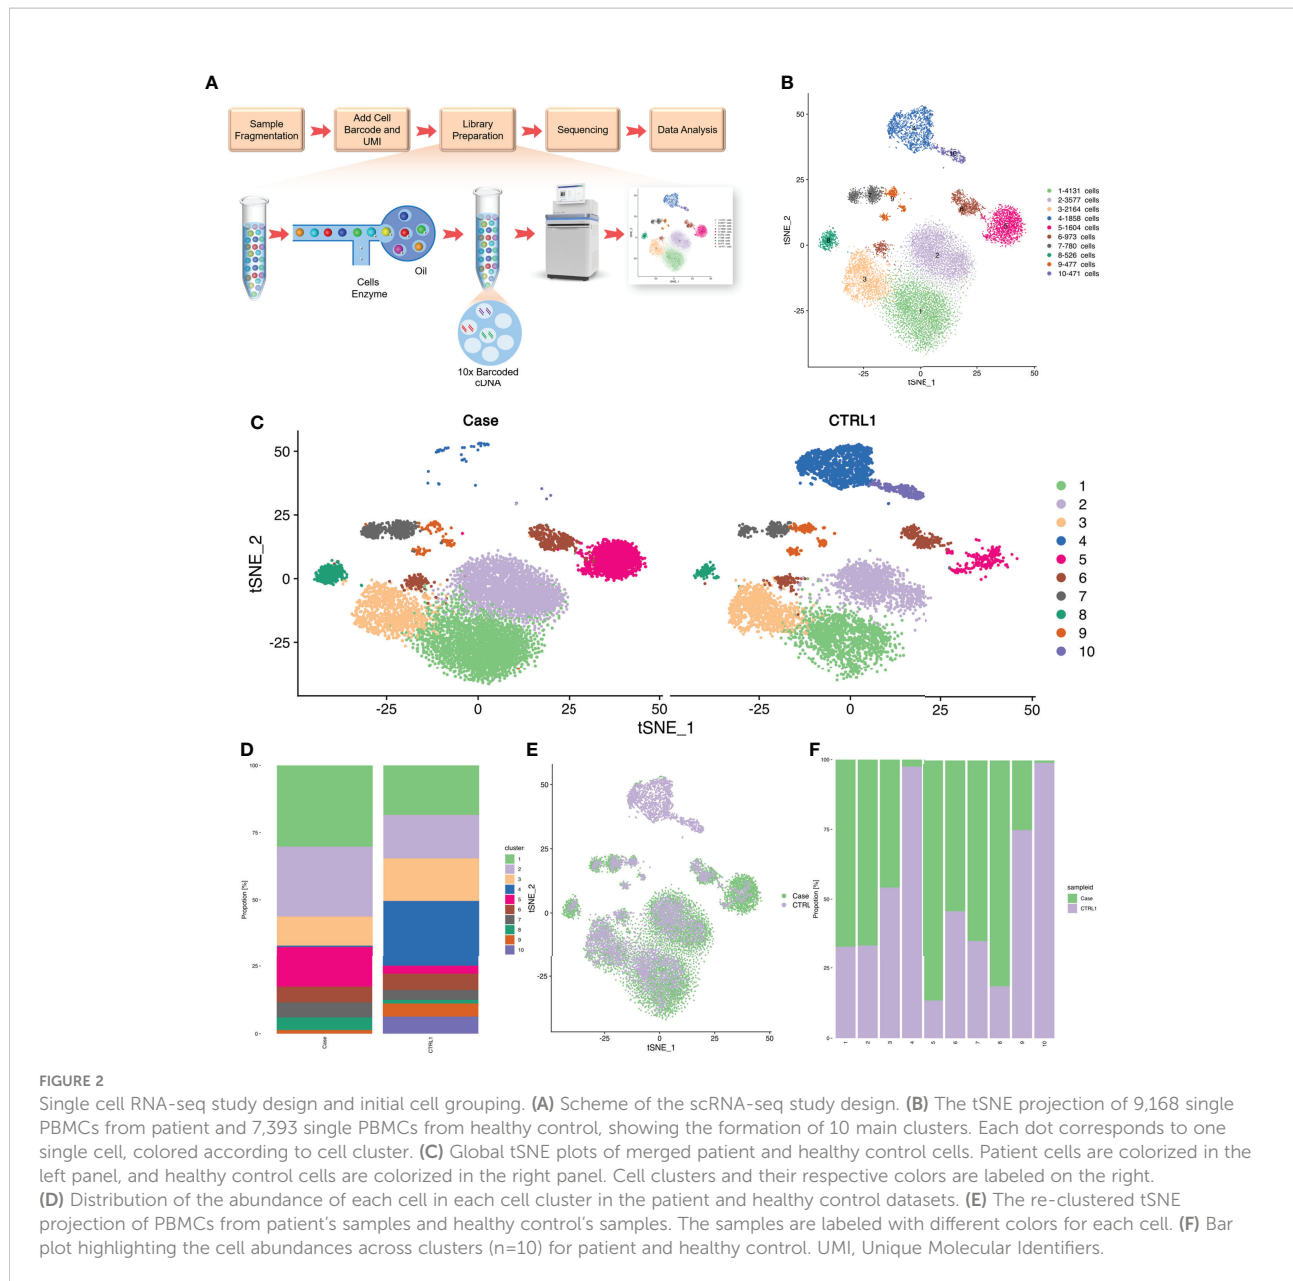 A
Sample
Fragmentation
Add Cell
Barcode and
UMI
Library
Preparation
Sequencing
Data Analysis
Cells
Enzyme
Oil
10x Barcoded
cDNA
B
tSNE_2
50
25
0
-25
-25
0
25
50
tSNE_1
1
2
3
1-4131 cells
2-3577 cells
3-2164 cells
4-1858 cells
5-1604 cells
6-973 cells
7-780 cells
8-526 cells
9-477 cells
10-471 cells
C
Case
CTRL1
tSNE_2
50
25
0
-25
-25
0
25
50
-25
0
25
50
tSNE_1
1
2
3
4
5
6
7
8
9
10
D
Propotion [%]
100
75
50
25
0
Case
CTRL1
cluster
1
2
3
4
5
6
7
8
9
10
E
tSNE_2
50
25
0
-25
-25
0
25
50
tSNE_1
Case
CTRL
F
Propotion [%]
100
75
50
25
0
1
2
3
4
5
6
7
8
9
10
sampleid
Case
CTRL1
FIGURE 2
Single cell RNA-seq study design and initial cell grouping. (A) Scheme of the scRNA-seq study design. (B) The tSNE projection of 9,168 single
PBMCs from patient and 7,393 single PBMCs from healthy control, showing the formation of 10 main clusters. Each dot corresponds to one
single cell, colored according to cell cluster. (C) Global tSNE plots of merged patient and healthy control cells. Patient cells are colorized in the
left panel, and healthy control cells are colorized in the right panel. Cell clusters and their respective colors are labeled on the right.
(D) Distribution of the abundance of each cell in each cell cluster in the patient and healthy control datasets. (E) The re-clustered tSNE
projection of PBMCs from patient's samples and healthy control's samples. The samples are labeled with different colors for each cell. (F) Bar
plot highlighting the cell abundances across clusters (n=10) for patient and healthy control. UMI, Unique Molecular Identifiers.